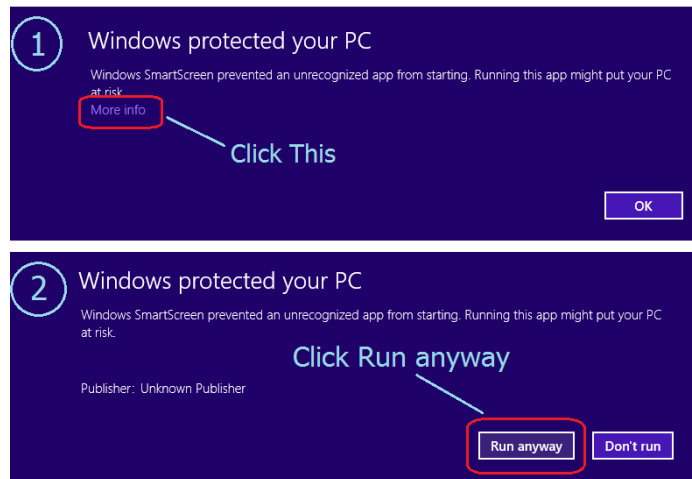 1
Windows protected your PC
Windows SmartScreen prevented an unrecognized app from starting. Running this app might put your PC
at risk.
More info
Click This
OK
2
Windows protected your PC
Windows SmartScreen prevented an unrecognized app from starting. Running this app might put your PC
at risk.
Click Run anyway
Publisher: Unknown Publisher
Run anyway
Don't run